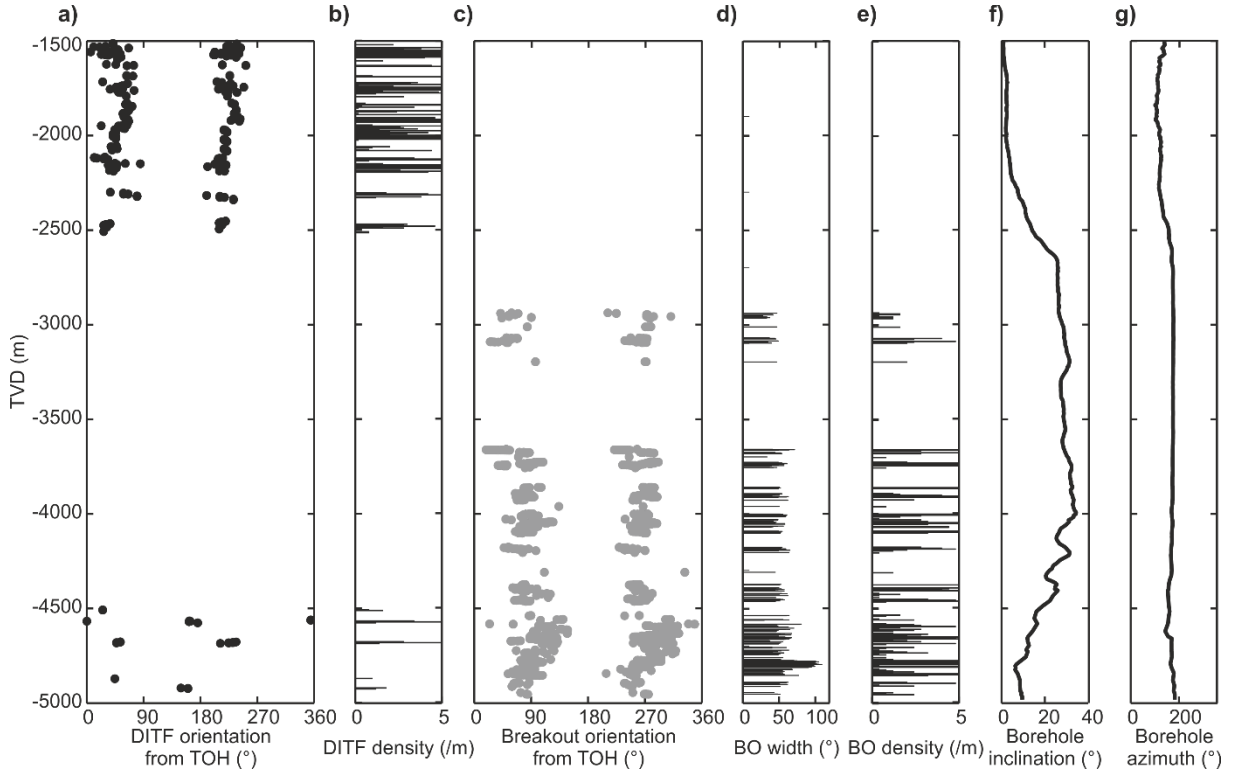 a) b) c) d) e) f) g)
-1500
-2000
-2500
-3000
-3500
-4000
-4500
-5000
TVD (m)
0 90 180 270 360
DITF orientation
from TOH (°)
0 5
DITF density (/m)
0 90 180 270 360
Breakout orientation
from TOH (°)
0 50 100
BO width (°)
0 5
BO density (/m)
0 20 40
Borehole
inclination (°)
200
Borehole
azimuth (°)